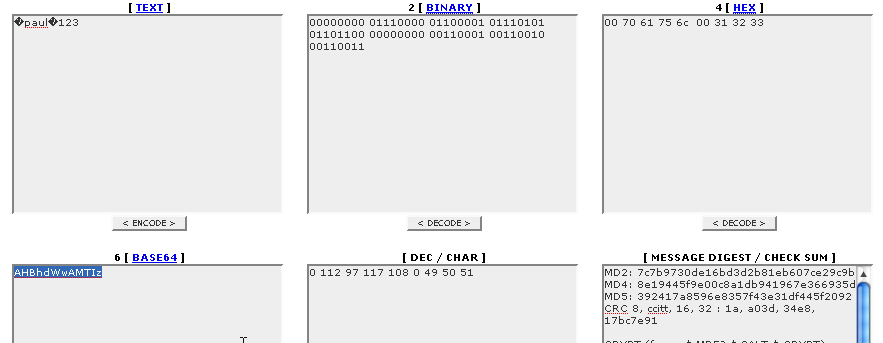 [ TEXT ]
�paul�123
< ENCODE >
2 [ BINARY ]
00000000 01110000 01100001 01110101
01101100 00000000 00110001 00110010
00110011
< DECODE >
4 [ HEX ]
00 70 61 75 6c 00 31 32 33
< DECODE >
6 [ BASE64 ]
AHBhdWwAMTIz
[ DEC / CHAR ]
0 112 97 117 108 0 49 50 51
[ MESSAGE DIGEST / CHECK SUM ]
MD2: 7c7b9730de16bd3d2b81eb607ce29c9b
MD4: 8e19445f9e00c8a1db941967e366935d
MD5: 392417a8596e8357f43e31df445f2092
CRC 8, ccitt, 16, 32 : 1a, a03d, 34e8,
17bc7e91